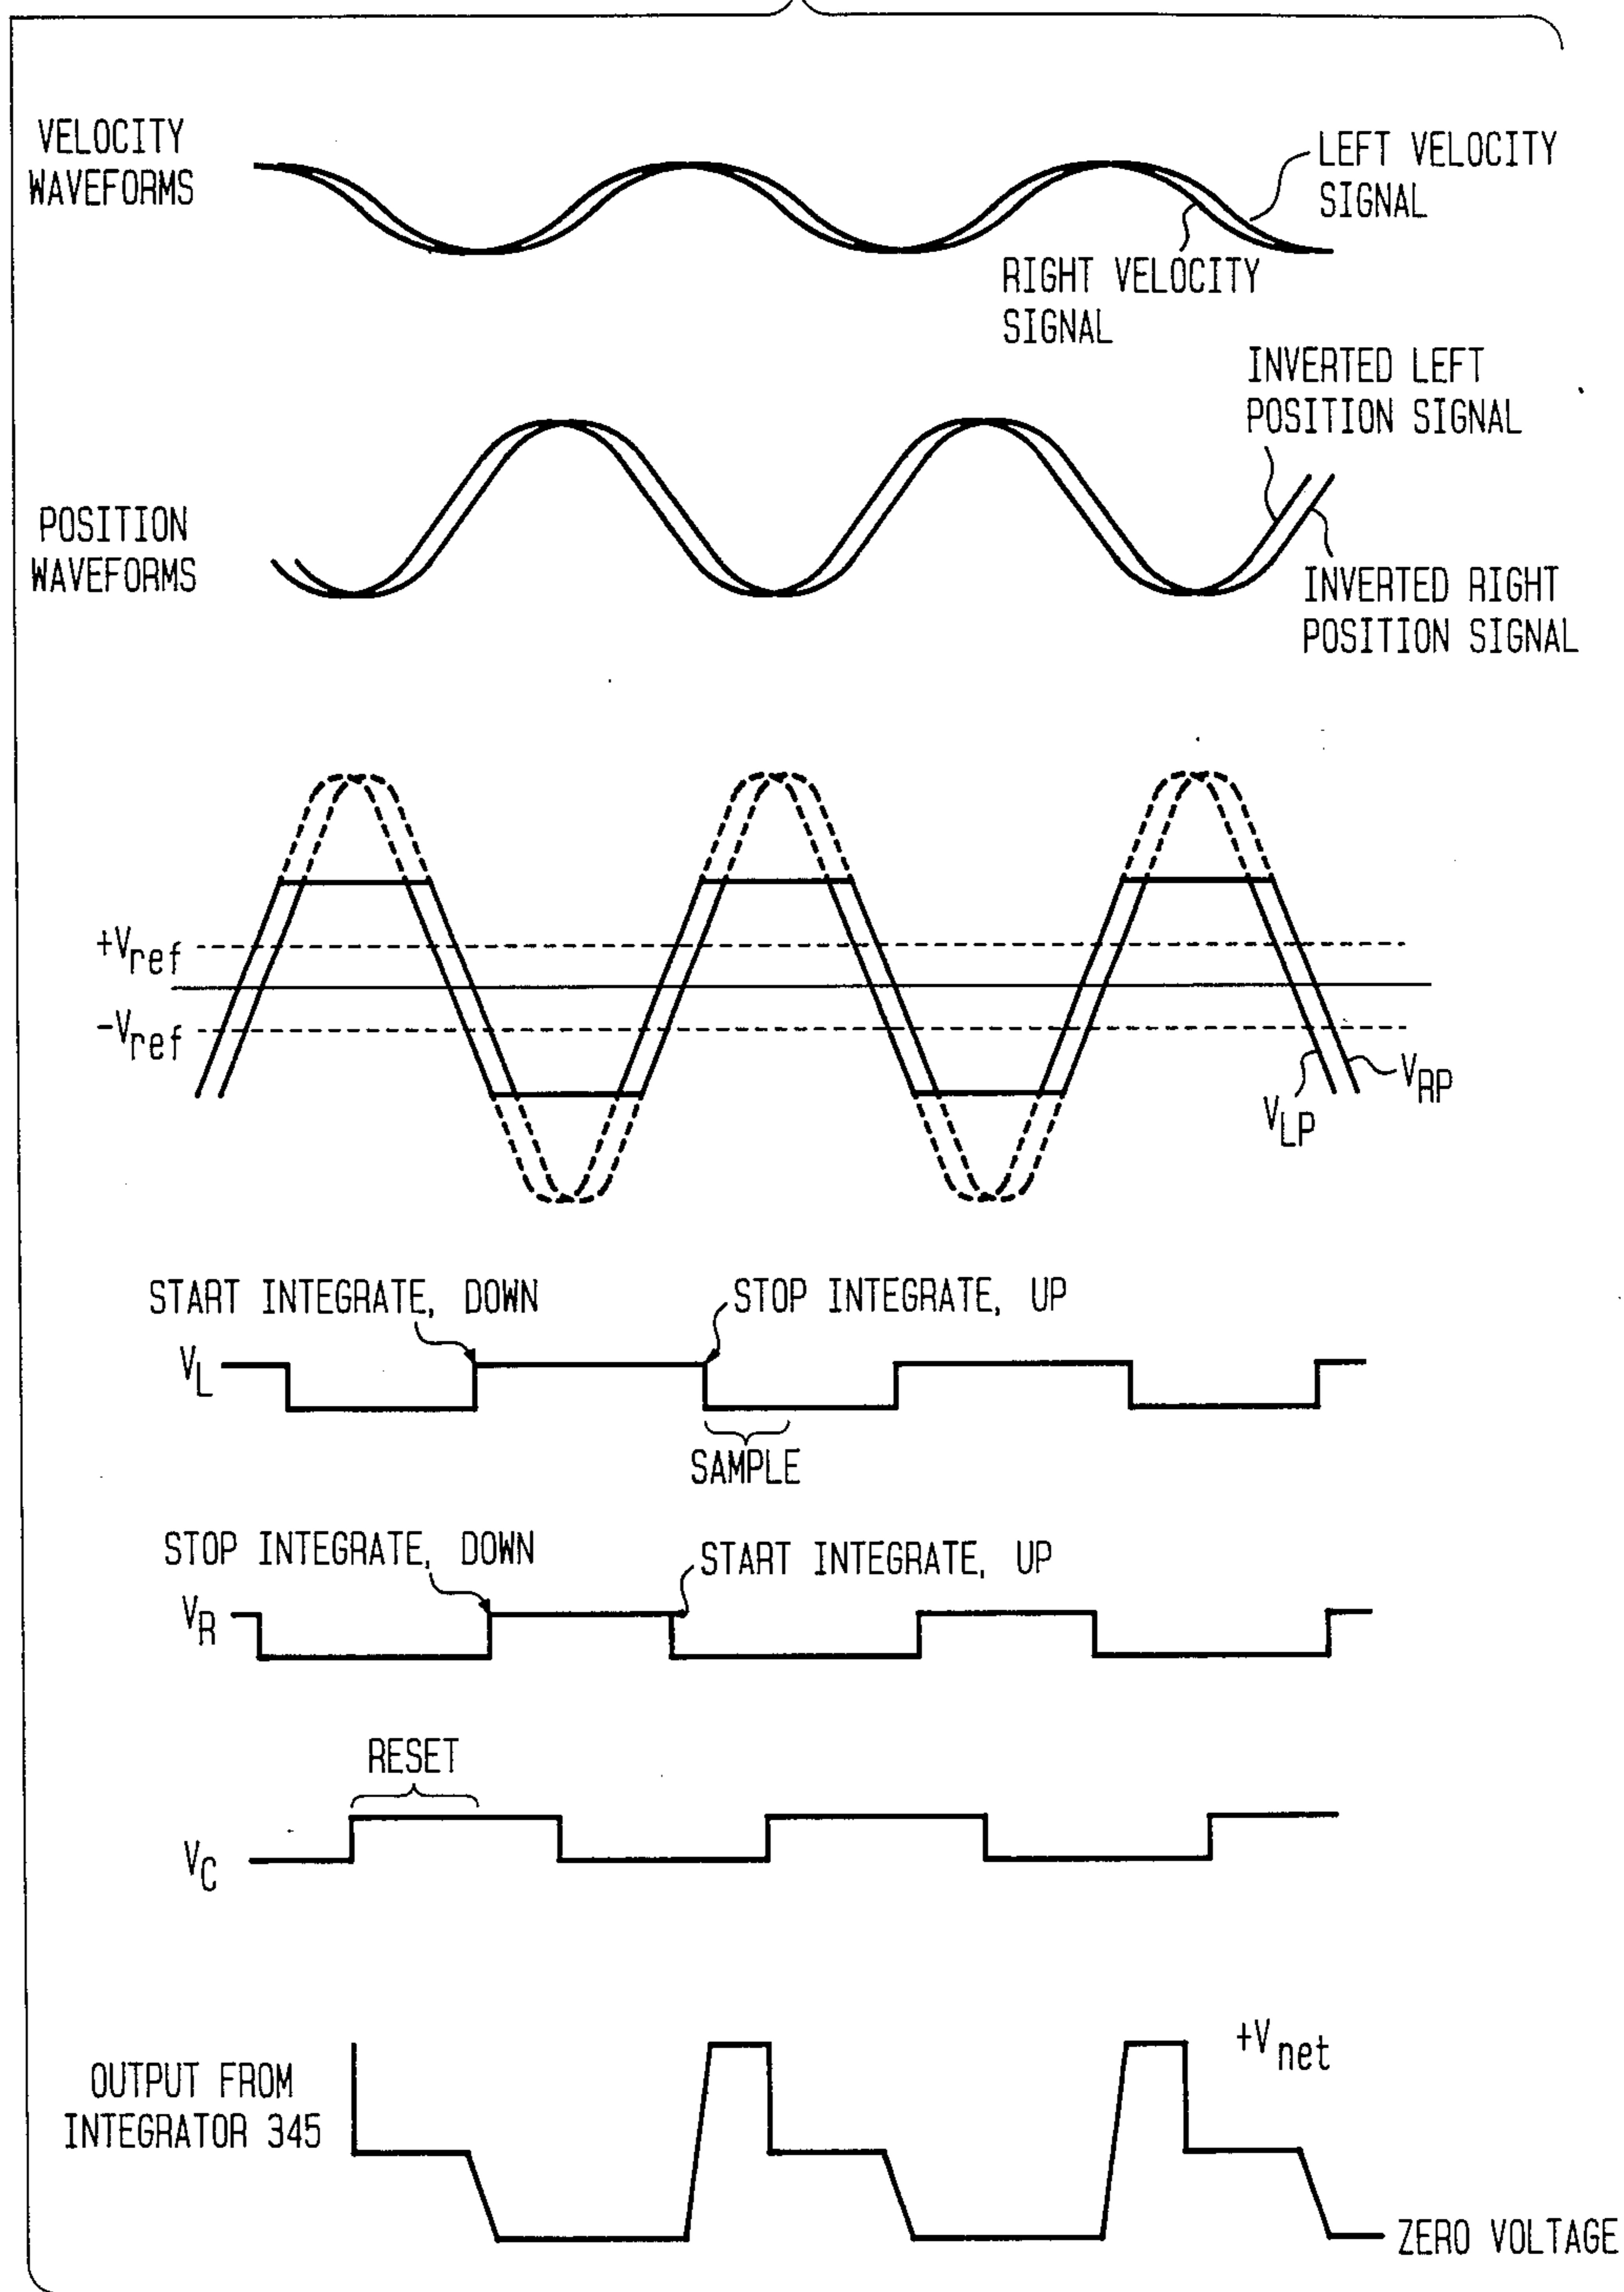 VELOCITY
WAVEFORMS
LEFT VELOCITY
SIGNAL
RIGHT VELOCITY
SIGNAL
INVERTED LEFT
POSITION SIGNAL
POSITION
WAVEFORMS
INVERTED RIGHT
POSITION SIGNAL
+Vref
-Vref
VRP
VLP
START INTEGRATE, DOWN
STOP INTEGRATE, UP
VL
SAMPLE
STOP INTEGRATE, DOWN
START INTEGRATE, UP
VR
RESET
VC
+Vnet
OUTPUT FROM
INTEGRATOR 345
ZERO VOLTAGE